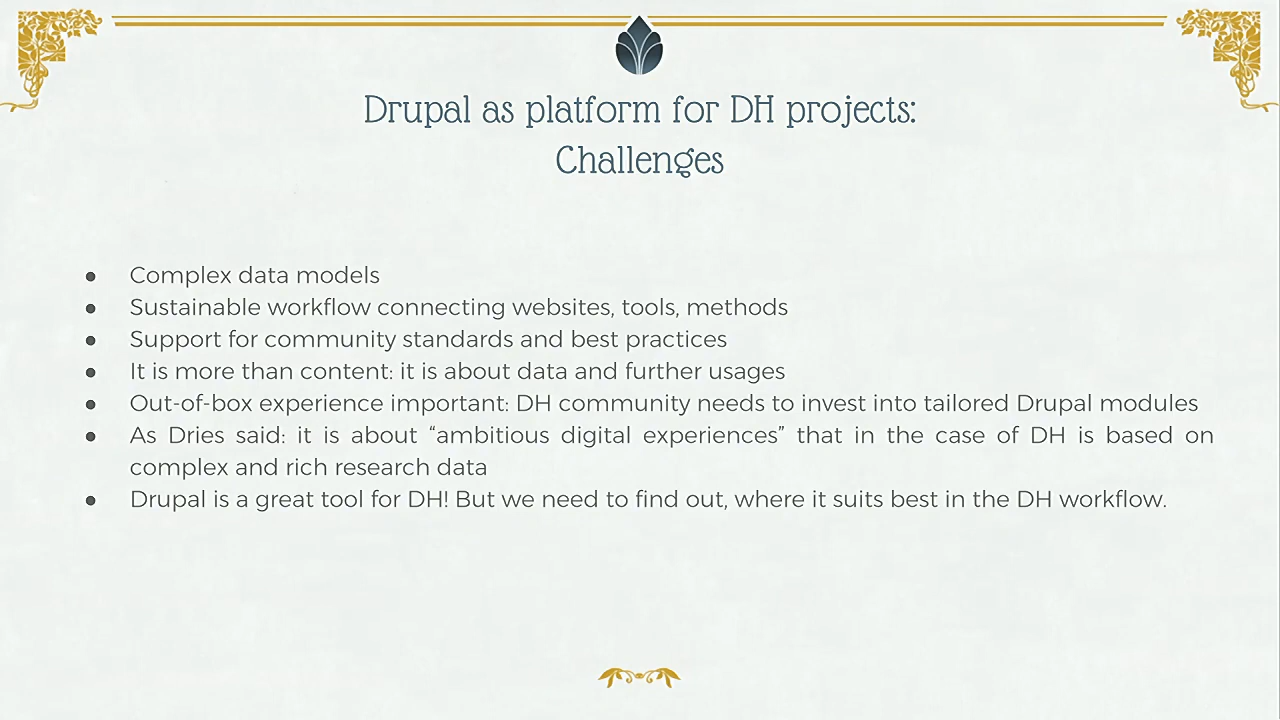 Drupal as platform for DH projects:
Challenges
● Complex data models
● Sustainable workflow connecting websites, tools, methods
● Support for community standards and best practices
● It is more than content: it is about data and further usages
● Out-of-box experience important: DH community needs to invest into tailored Drupal modules
● As Dries said: it is about “ambitious digital experiences” that in the case of DH is based on
complex and rich research data
● Drupal is a great tool for DH! But we need to find out, where it suits best in the DH workflow.